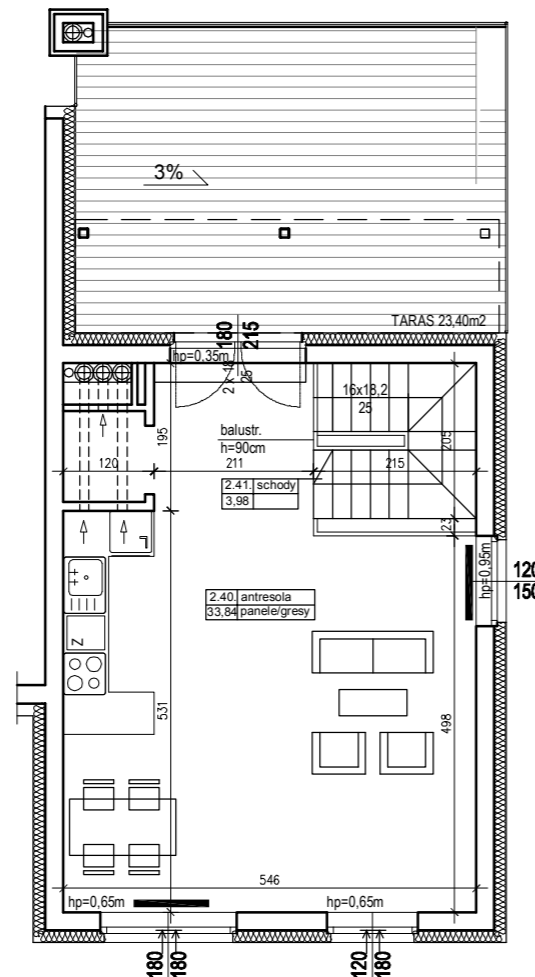 3%
TARAS 23,40m2
180
215
hp=0,35m
2 x 18
25
16x18,2
25
balustr.
h=90cm
195
205
120
211
215
2.41. schody
3,98
23
hp=0,95m
120
150
2.40. antresola
33,84 panele/gresy
Z
531
498
546
hp=0,65m
hp=0,65m
180
180
120
180